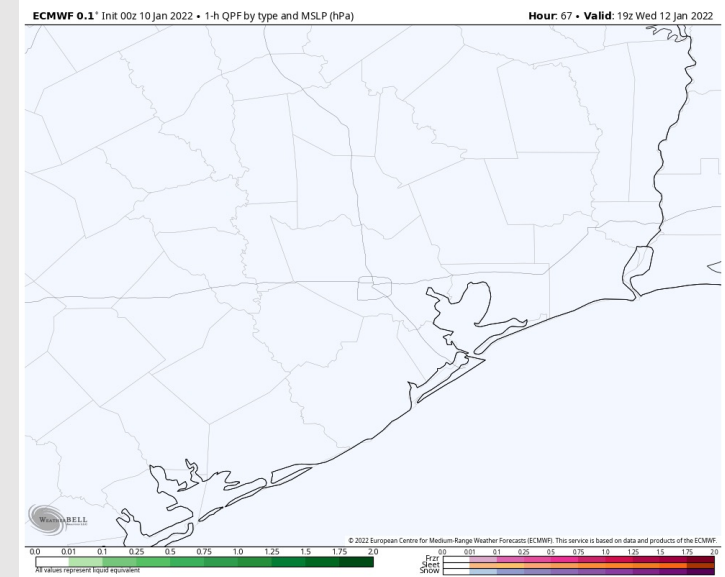 ECMWF 0.1° Init 00z 10 Jan 2022 • 1-h QPF by type and MSLP (hPa)
Hour: 67 • Valid: 19z Wed 12 Jan 2022
WEATHERBELL
© 2022 European Centre for Medium-Range Weather Forecasts (ECMWF). This service is based on data and products of the ECMWF.
0.0 0.01 0.1 0.25 0.5 0.75 1.0 1.25 1.5 1.75 2.0
All values represent liquid equivalent
0.0 0.01 0.1 0.25 0.5 0.75 1.0 1.25 1.5 1.75 2.0
Frz
Sleet
Snow